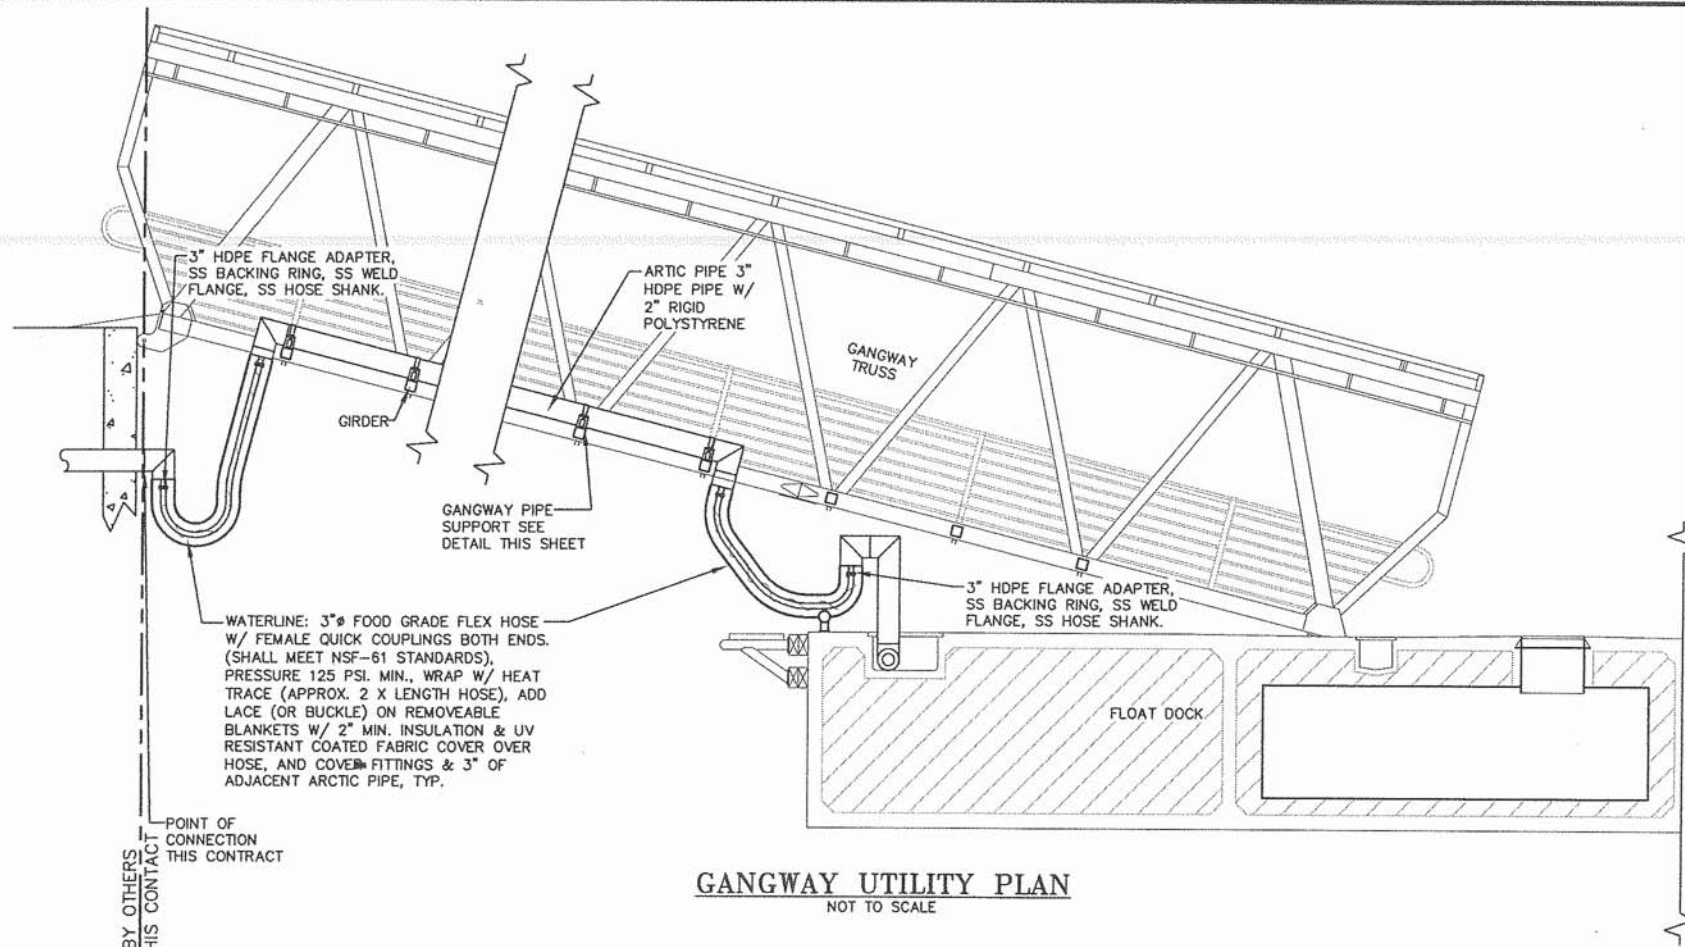 3" HDPE FLANGE ADAPTER,
SS BACKING RING, SS WELD
FLANGE, SS HOSE SHANK.
ARTIC PIPE 3"
HDPE PIPE W/
2" RIGID
POLYSTYRENE
GANGWAY
TRUSS
GIRDER
GANGWAY PIPE
SUPPORT SEE
DETAIL THIS SHEET
3" HDPE FLANGE ADAPTER,
SS BACKING RING, SS WELD
FLANGE, SS HOSE SHANK.
WATERLINE: 3"ø FOOD GRADE FLEX HOSE
W/ FEMALE QUICK COUPLINGS BOTH ENDS.
(SHALL MEET NSF-61 STANDARDS),
PRESSURE 125 PSI. MIN., WRAP W/ HEAT
TRACE (APPROX. 2 X LENGTH HOSE), ADD
LACE (OR BUCKLE) ON REMOVEABLE
BLANKETS W/ 2" MIN. INSULATION & UV
RESISTANT COATED FABRIC COVER OVER
HOSE, AND COVER FITTINGS & 3" OF
ADJACENT ARCTIC PIPE, TYP.
FLOAT DOCK
POINT OF
CONNECTION
THIS CONTRACT
BY OTHERS
HIS CONTACT
GANGWAY UTILITY PLAN
NOT TO SCALE